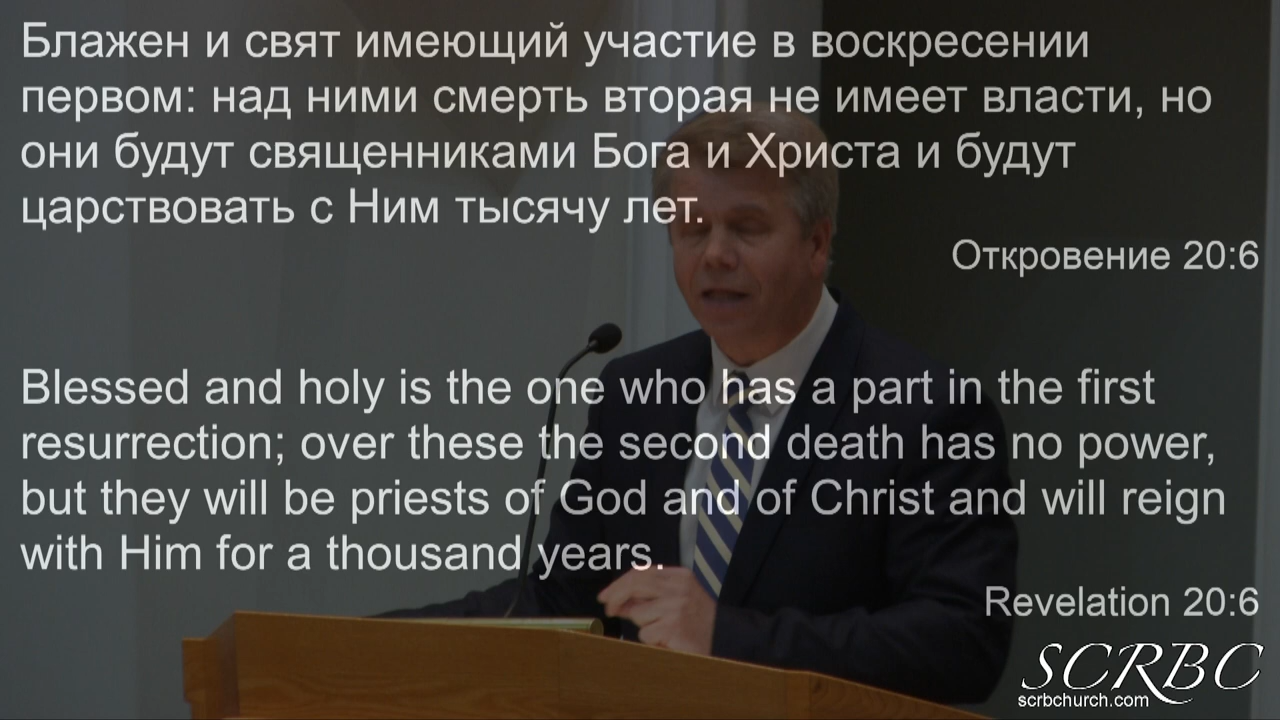 Блажен и свят имеющий участие в воскресении
первом: над ними смерть вторая не имеет власти, но
они будут священниками Бога и Христа и будут
царствовать с Ним тысячу лет.
Откровение 20:6
Blessed and holy is the one who has a part in the first
resurrection; over these the second death has no power,
but they will be priests of God and of Christ and will reign
with Him for a thousand years.
Revelation 20:6
SCRBC
scrbchurch.com